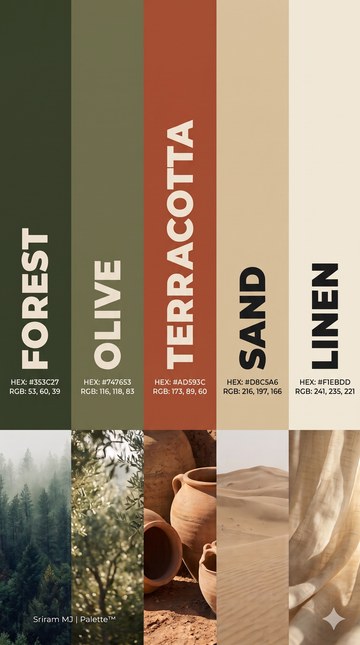 FOREST
HEX: #353C27
RGB: 53, 60, 39
OLIVE
HEX: #747653
RGB: 116, 118, 83
TERRACOTTA
HEX: #AD593C
RGB: 173, 89, 60
SAND
HEX: #D8C5A6
RGB: 216, 197, 166
LINEN
HEX: #F1EBDD
RGB: 241, 235, 221
Sriram MJ | Palette™